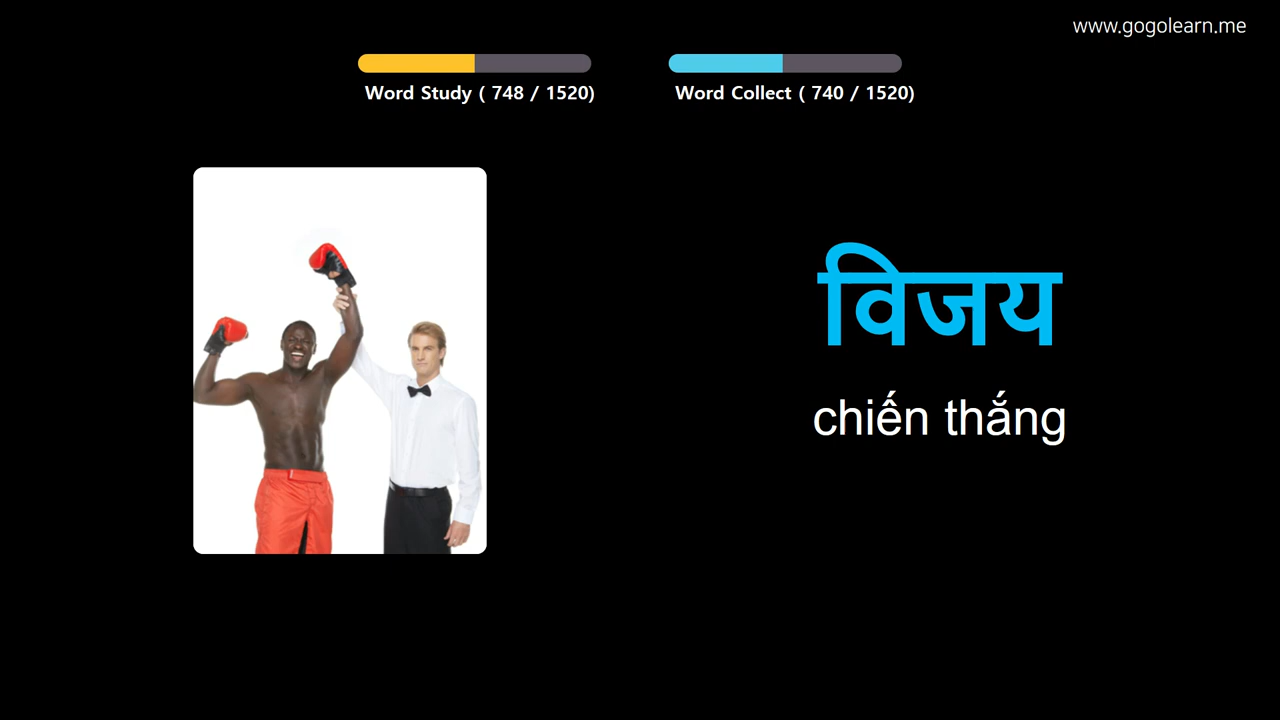 www.gogolearn.me
Word Study ( 748 / 1520)
Word Collect ( 740 / 1520)
विजय
chiến thắng